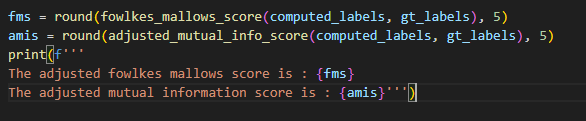 fms = round(fowlkes_mallows_score(computed_labels, gt_labels), 5)
amis = round(adjusted_mutual_info_score(computed_labels, gt_labels), 5)
print(f'''
The adjusted fowlkes mallows score is : {fms}
The adjusted mutual information score is : {amis}''')